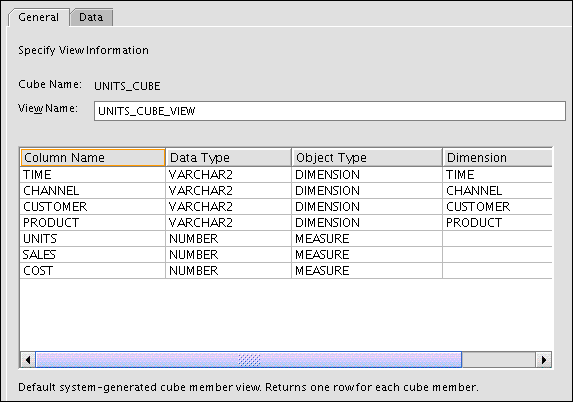 General Data
Specify View Information
Cube Name: UNITS_CUBE
View Name: UNITS_CUBE_VIEW
Column Name Data Type Object Type Dimension
TIME VARCHAR2 DIMENSION TIME
CHANNEL VARCHAR2 DIMENSION CHANNEL
CUSTOMER VARCHAR2 DIMENSION CUSTOMER
PRODUCT VARCHAR2 DIMENSION PRODUCT
UNITS NUMBER MEASURE
SALES NUMBER MEASURE
COST NUMBER MEASURE
Default system-generated cube member view. Returns one row for each cube member.